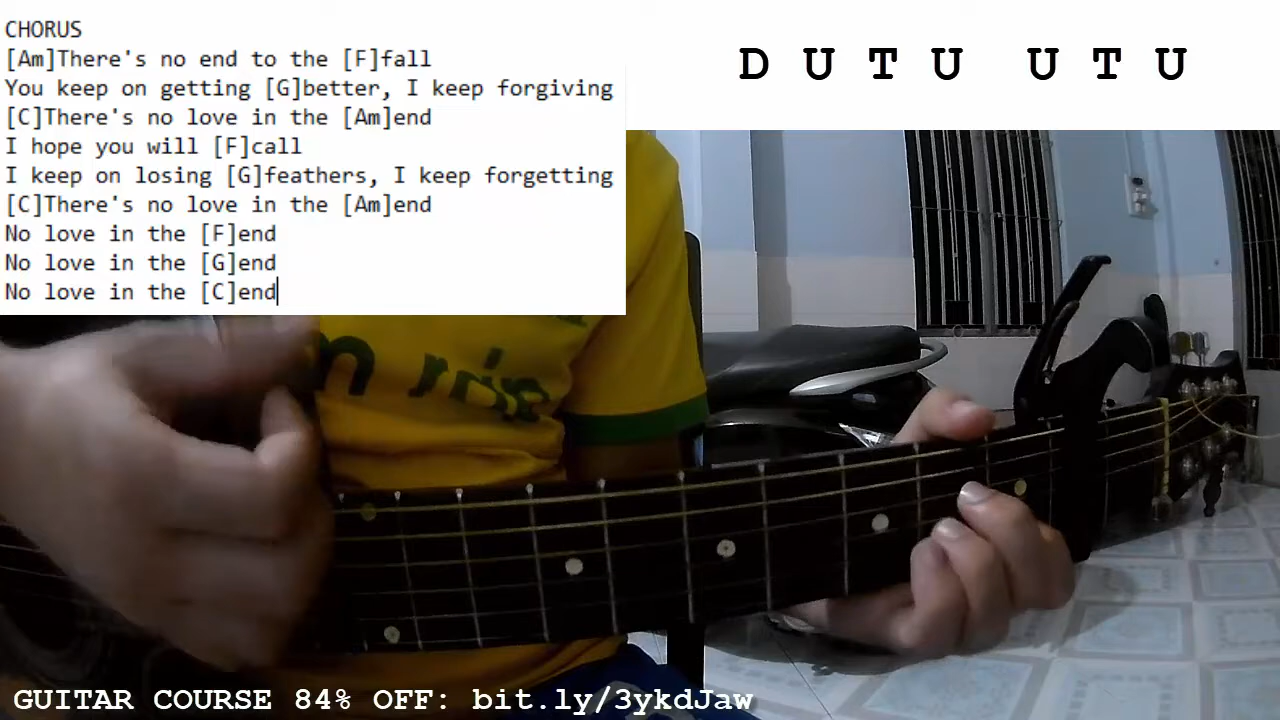 CHORUS
[Am]There's no end to the [F]fall
You keep on getting [G]better, I keep forgiving
[C]There's no love in the [Am]end
I hope you will [F]call
I keep on losing [G]feathers, I keep forgetting
[C]There's no love in the [Am]end
No love in the [F]end
No love in the [G]end
No love in the [C]end
D U T U U T U
GUITAR COURSE 84% OFF: bit.ly/3ykdJaw